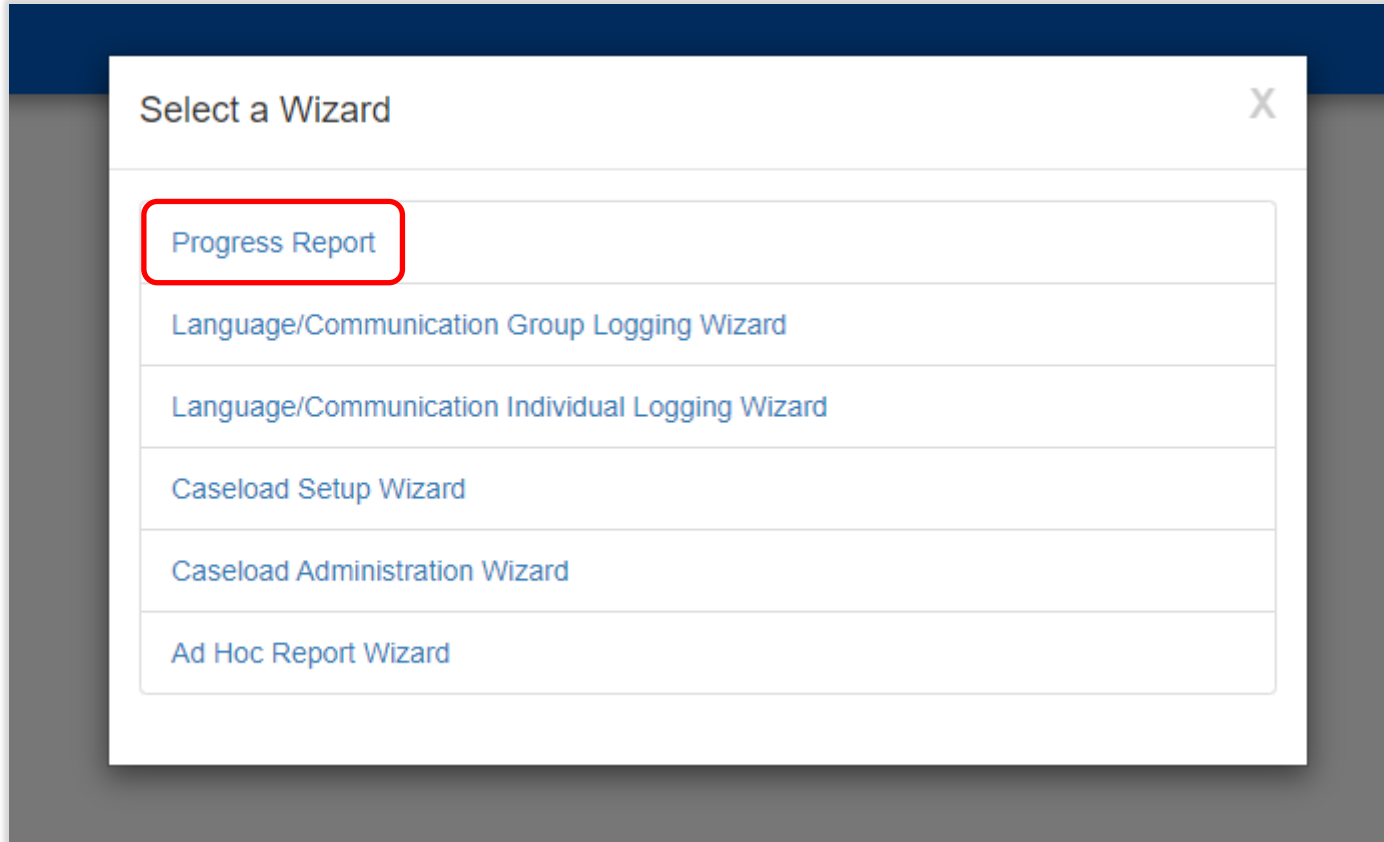 Select a Wizard
X
Progress Report
Language/Communication Group Logging Wizard
Language/Communication Individual Logging Wizard
Caseload Setup Wizard
Caseload Administration Wizard
Ad Hoc Report Wizard